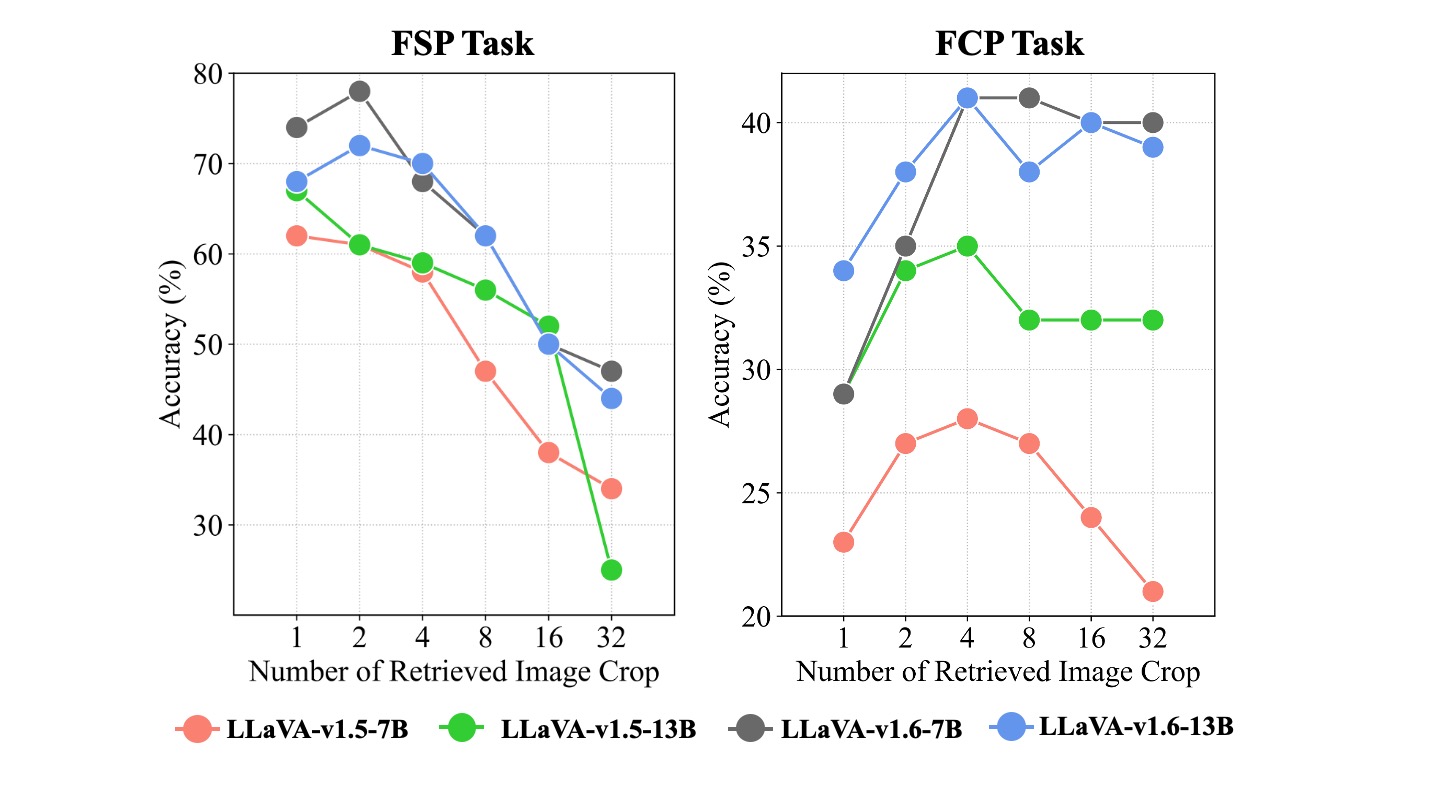 FSP Task
FCP Task
80
70
60
50
40
30
Accuracy (%)
1 2 4 8 16 32
Number of Retrieved Image Crop
40
35
30
25
20
Accuracy (%)
1 2 4 8 16 32
Number of Retrieved Image Crop
LLaVA-v1.5-7B LLaVA-v1.5-13B LLaVA-v1.6-7B LLaVA-v1.6-13B